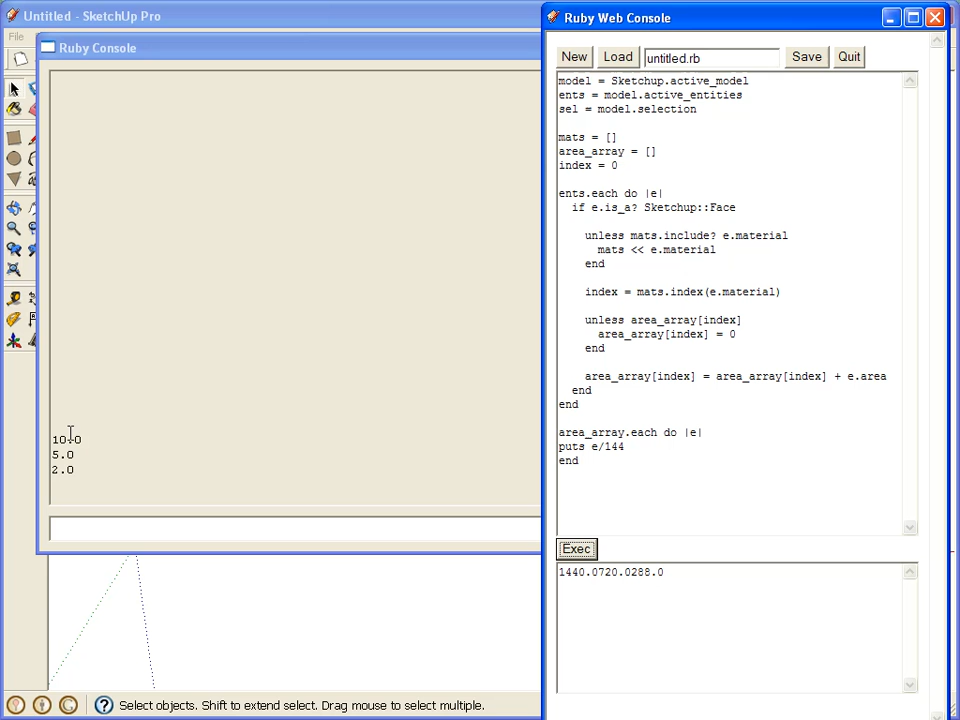 Untitled - SketchUp Pro
File
Ruby Console
10.0
5.0
2.0
Select objects. Shift to extend select. Drag mouse to select multiple.
Ruby Web Console
New Load untitled.rb Save Quit
model = Sketchup.active_model
ents = model.active_entities
sel = model.selection
mats = []
area_array = []
index = 0
ents.each do |e|
if e.is_a? Sketchup::Face
unless mats.include? e.material
mats << e.material
end
index = mats.index(e.material)
unless area_array[index]
area_array[index] = 0
end
area_array[index] = area_array[index] + e.area
end
end
area_array.each do |e|
puts e/144
end
Exec
1440.0720.0288.0